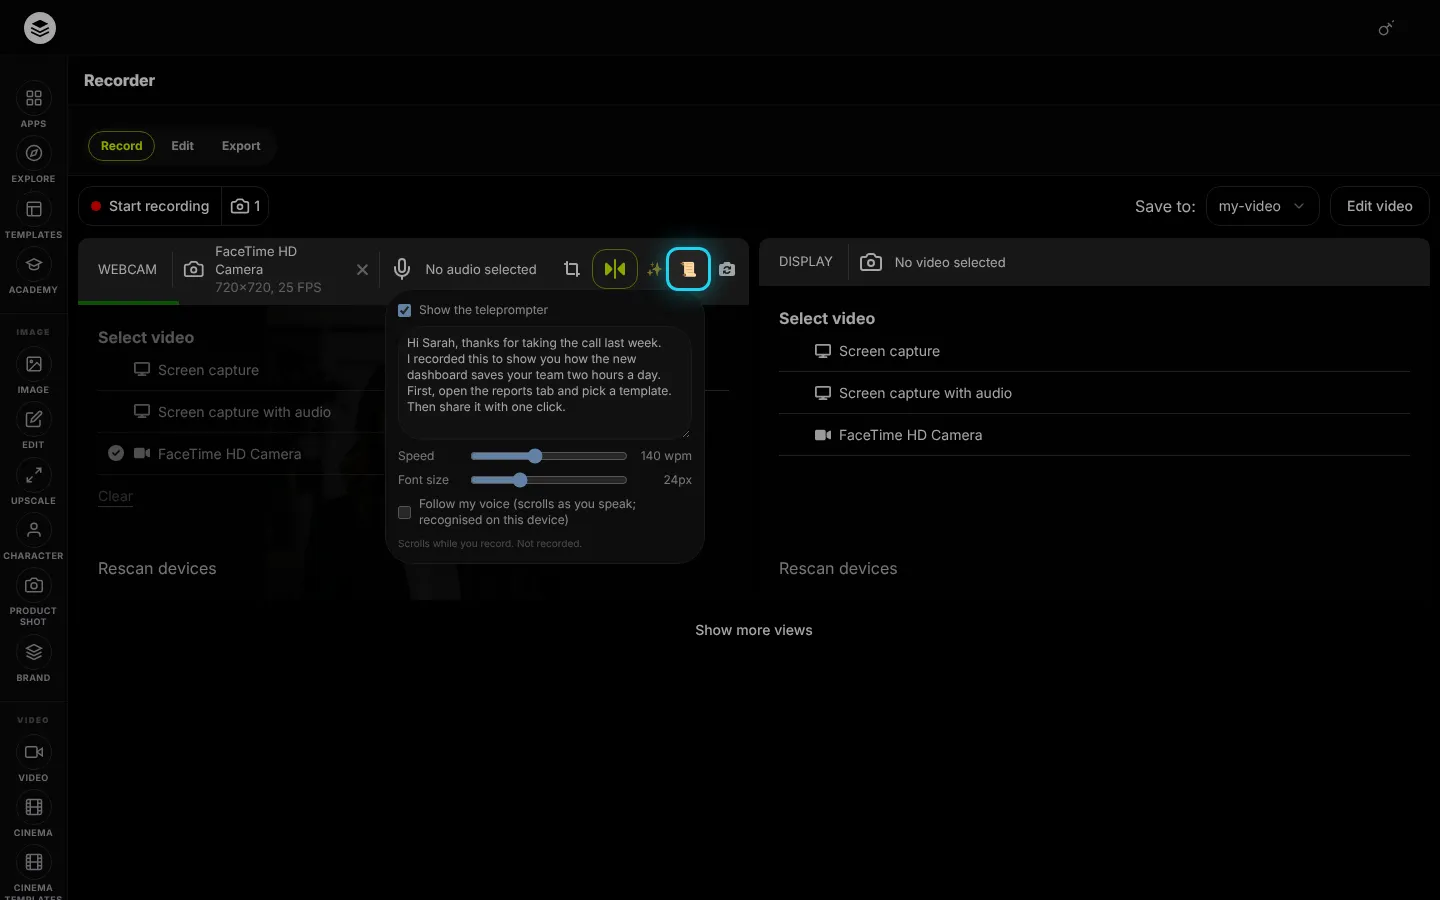 Recorder
Record
Edit
Export
Start recording
1
Save to:
my-video
Edit video
APPS
EXPLORE
TEMPLATES
ACADEMY
IMAGE
IMAGE
EDIT
UPSCALE
CHARACTER
PRODUCT
SHOT
BRAND
VIDEO
VIDEO
CINEMA
CINEMA
TEMPLATES
WEBCAM
FaceTime HD
Camera
720×720, 25 FPS
No audio selected
Select video
Screen capture
Screen capture with audio
FaceTime HD Camera
Clear
Rescan devices
Show the teleprompter
Hi Sarah, thanks for taking the call last week.
I recorded this to show you how the new
dashboard saves your team two hours a day.
First, open the reports tab and pick a template.
Then share it with one click.
Speed
140 wpm
Font size
24px
Follow my voice (scrolls as you speak;
recognised on this device)
Scrolls while you record. Not recorded.
DISPLAY
No video selected
Select video
Screen capture
Screen capture with audio
FaceTime HD Camera
Rescan devices
Show more views